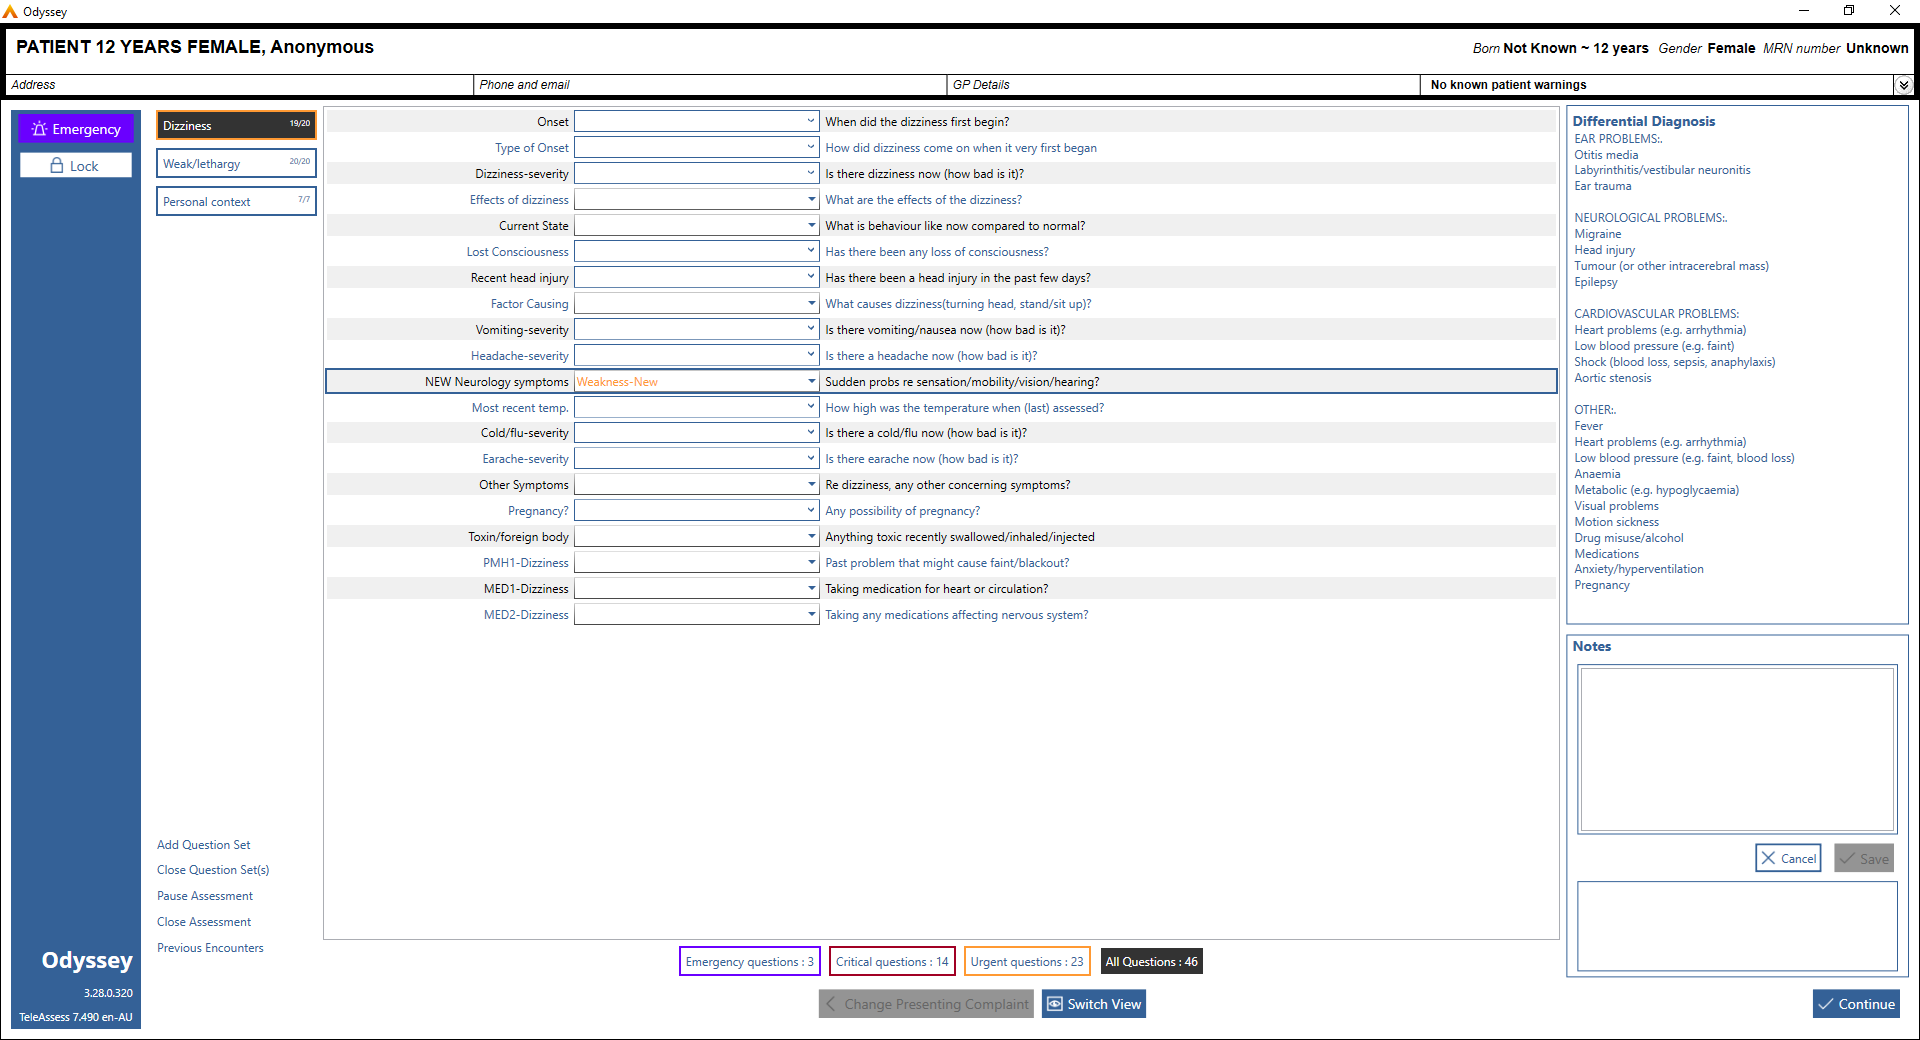 Odyssey
PATIENT 12 YEARS FEMALE, Anonymous
Born Not Known ~ 12 years Gender Female MRN number Unknown
Address
Phone and email
GP Details
No known patient warnings
Emergency
Lock
Dizziness 19/20
Weak/lethargy 20/20
Personal context 7/7
Onset When did the dizziness first begin?
Type of Onset How did dizziness come on when it very first began
Dizziness-severity Is there dizziness now (how bad is it)?
Effects of dizziness What are the effects of the dizziness?
Current State What is behaviour like now compared to normal?
Lost Consciousness Has there been any loss of consciousness?
Recent head injury Has there been a head injury in the past few days?
Factor Causing What causes dizziness(turning head, stand/sit up)?
Vomiting-severity Is there vomiting/nausea now (how bad is it)?
Headache-severity Is there a headache now (how bad is it)?
NEW Neurology symptoms Weakness-New Sudden probs re sensation/mobility/vision/hearing?
Most recent temp. How high was the temperature when (last) assessed?
Cold/flu-severity Is there a cold/flu now (how bad is it)?
Earache-severity Is there earache now (how bad is it)?
Other Symptoms Re dizziness, any other concerning symptoms?
Pregnancy? Any possibility of pregnancy?
Toxin/foreign body Anything toxic recently swallowed/inhaled/injected
PMH1-Dizziness Past problem that might cause faint/blackout?
MED1-Dizziness Taking medication for heart or circulation?
MED2-Dizziness Taking any medications affecting nervous system?
Differential Diagnosis
EAR PROBLEMS:.
Otitis media
Labyrinthitis/vestibular neuronitis
Ear trauma
NEUROLOGICAL PROBLEMS:.
Migraine
Head injury
Tumour (or other intracerebral mass)
Epilepsy
CARDIOVASCULAR PROBLEMS:
Heart problems (e.g. arrhythmia)
Low blood pressure (e.g. faint)
Shock (blood loss, sepsis, anaphylaxis)
Aortic stenosis
OTHER:.
Fever
Heart problems (e.g. arrhythmia)
Low blood pressure (e.g. faint, blood loss)
Anaemia
Metabolic (e.g. hypoglycaemia)
Visual problems
Motion sickness
Drug misuse/alcohol
Medications
Anxiety/hyperventilation
Pregnancy
Notes
Cancel
Save
Add Question Set
Close Question Set(s)
Pause Assessment
Close Assessment
Previous Encounters
Odyssey
3.28.0.320
TeleAssess 7.490 en-AU
Emergency questions : 3
Critical questions : 14
Urgent questions : 23
All Questions : 46
Change Presenting Complaint
Switch View
Continue